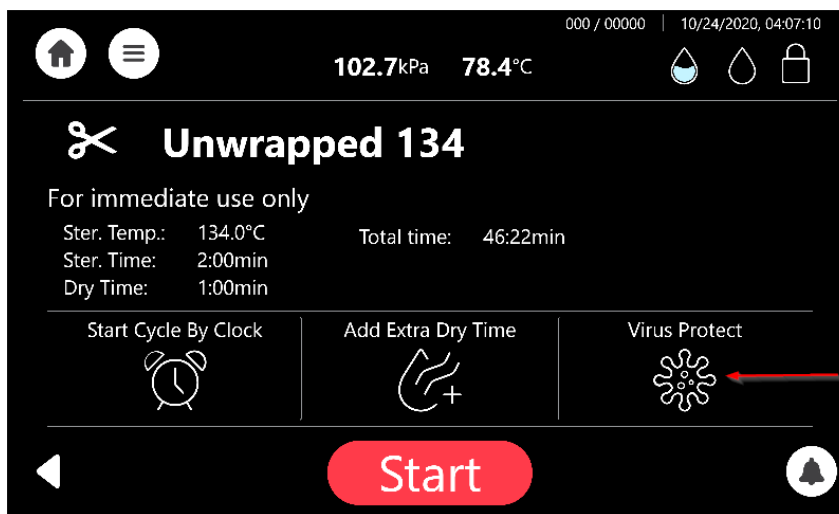 000 / 00000 | 10/24/2020, 04:07:10
102.7kPa 78.4°C
Unwrapped 134
For immediate use only
Ster. Temp.: 134.0°C Total time: 46:22min
Ster. Time: 2:00min
Dry Time: 1:00min
Start Cycle By Clock Add Extra Dry Time Virus Protect
Start